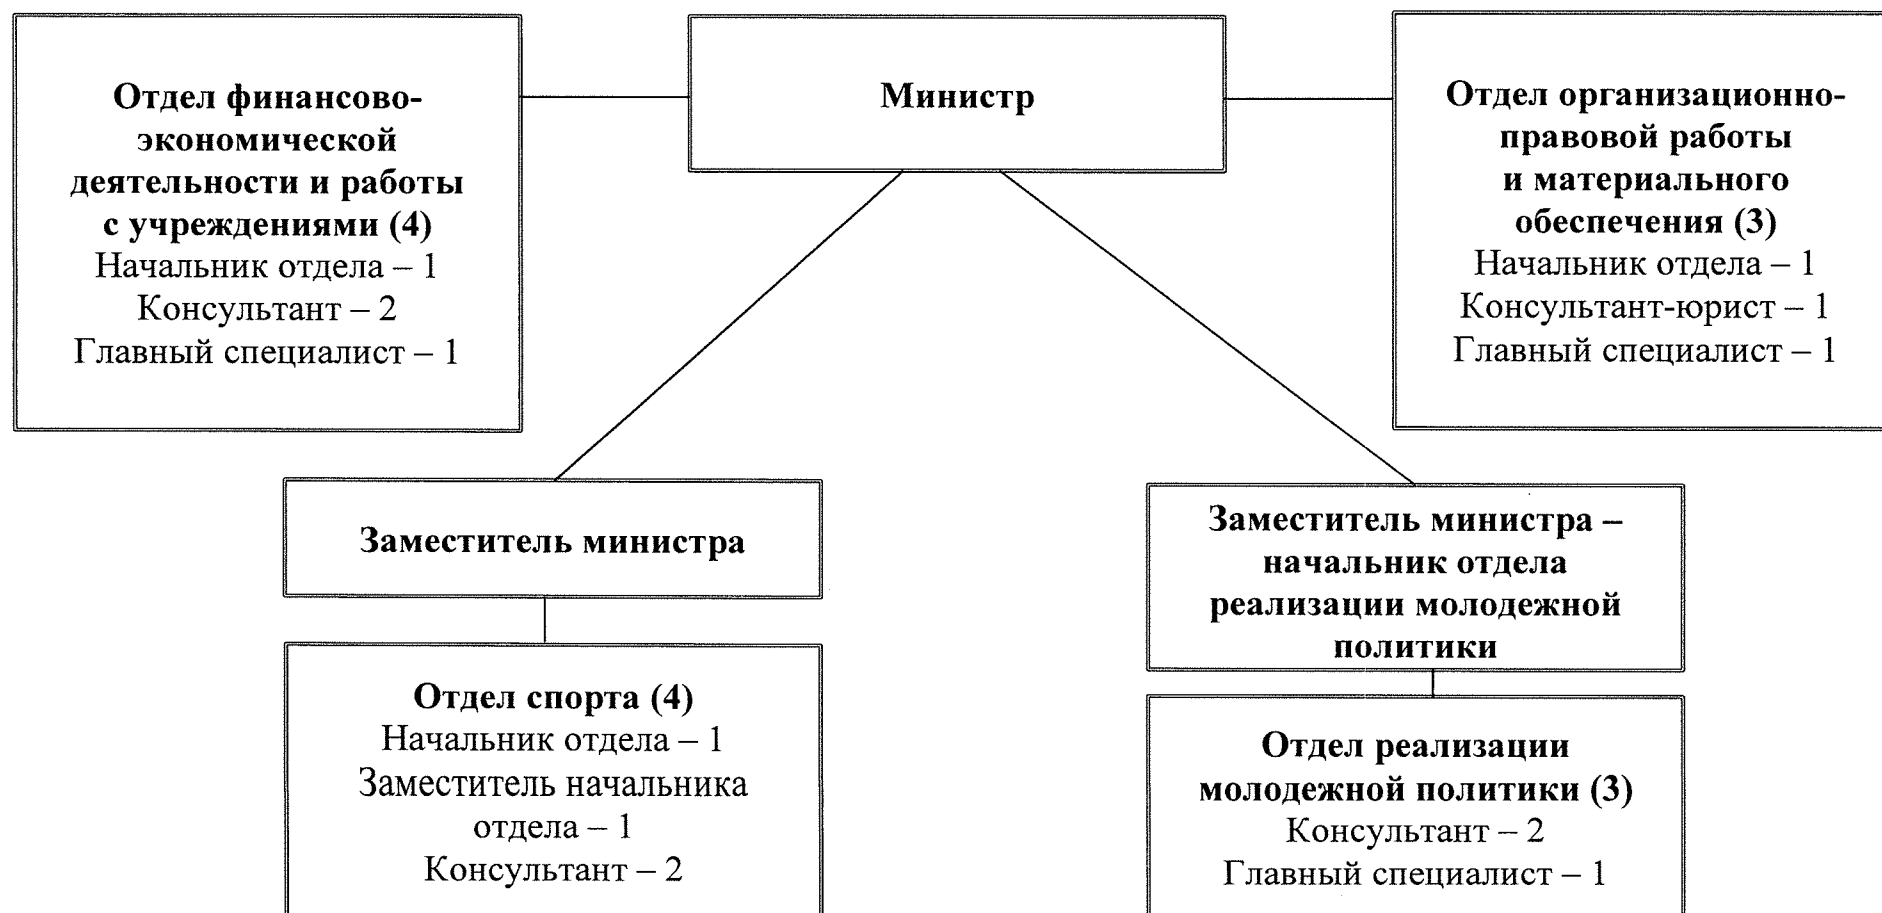 Отдел финансово-
экономической
деятельности и работы
с учреждениями (4)
Начальник отдела – 1
Консультант – 2
Главный специалист – 1
Министр
Отдел организационно-
правовой работы
и материального
обеспечения (3)
Начальник отдела – 1
Консультант-юрист – 1
Главный специалист – 1
Заместитель министра
Заместитель министра –
начальник отдела
реализации молодежной
политики
Отдел спорта (4)
Начальник отдела – 1
Заместитель начальника
отдела – 1
Консультант – 2
Отдел реализации
молодежной политики (3)
Консультант – 2
Главный специалист – 1